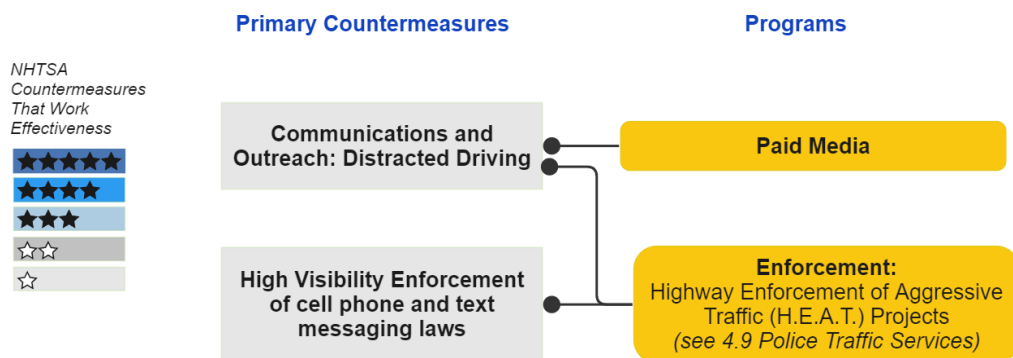 Primary Countermeasures
Programs
NHTSA
Countermeasures
That Work
Effectiveness
Communications and
Outreach: Distracted Driving
Paid Media
High Visibility Enforcement
of cell phone and text
messaging laws
Enforcement:
Highway Enforcement of Aggressive
Traffic (H.E.A.T.) Projects
(see 4.9 Police Traffic Services)